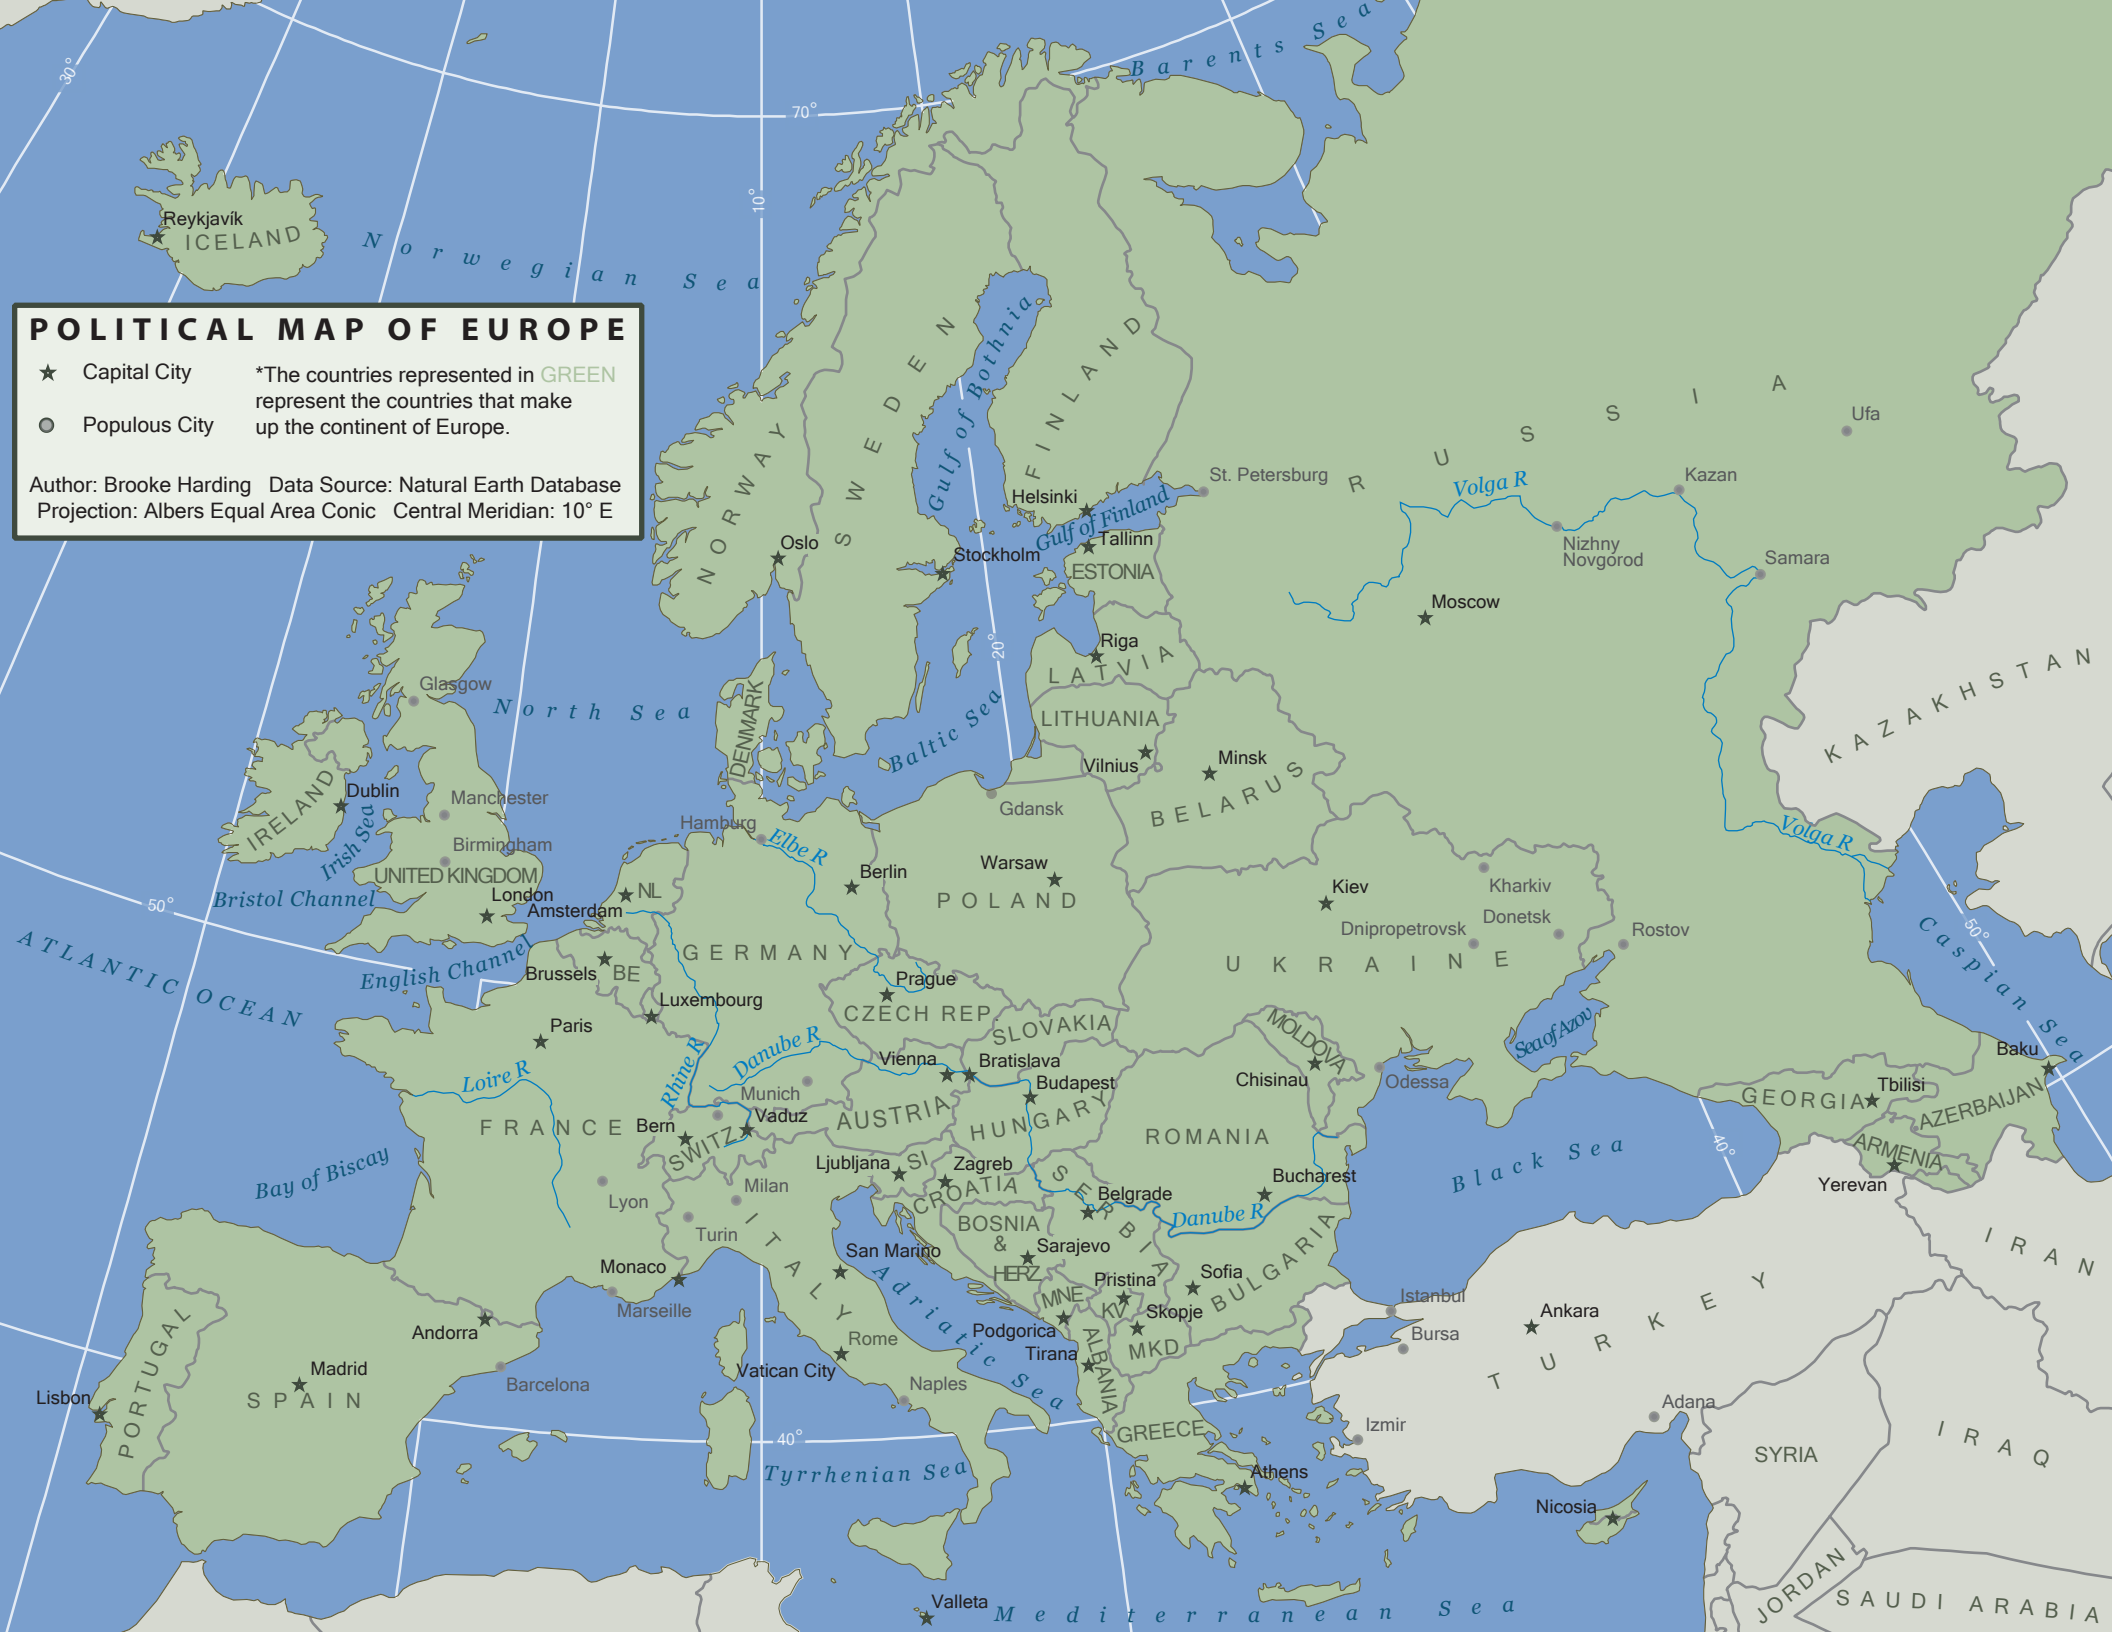 30°
70°
10°
Barents Sea
Reykjavík
ICELAND
Norwegian Sea
POLITICAL MAP OF EUROPE
Capital City
Populous City
*The countries represented in GREEN
represent the countries that make
up the continent of Europe.
Author: Brooke Harding Data Source: Natural Earth Database
Projection: Albers Equal Area Conic Central Meridian: 10° E
NORWAY
SWEDEN
FINLAND
Gulf of Bothnia
RUSSIA
Ufa
Kazan
Volga R
St. Petersburg
Helsinki
Gulf of Finland
Tallinn
ESTONIA
Oslo
Stockholm
Nizhny
Novgorod
Samara
Moscow
20°
Riga
LATVIA
KAZAKHSTAN
Glasgow
North Sea
DENMARK
Baltic Sea
LITHUANIA
Vilnius
Minsk
BELARUS
IRELAND
Dublin
Irish Sea
Manchester
Birmingham
UNITED KINGDOM
London
Bristol Channel
50°
ATLANTIC OCEAN
English Channel
Hamburg
Elbe R
Gdansk
Berlin
Warsaw
POLAND
Amsterdam
NL
GERMANY
Brussels
BE
Luxembourg
Prague
CZECH REP.
SLOVAKIA
Kiev
Kharkiv
Dnipropetrovsk
Donetsk
Rostov
UKRAINE
Volga R
50°
Caspian Sea
Sea of Azov
Paris
Loire R
Rhine R
Danube R
Munich
Vienna
Bratislava
Budapest
MOLDOVA
Chisinau
Odessa
Baku
Tbilisi
GEORGIA
AZERBAIJAN
ARMENIA
Yerevan
FRANCE
Bern
Vaduz
SWITZ
AUSTRIA
HUNGARY
ROMANIA
Black Sea
40°
Bay of Biscay
Lyon
Milan
Turin
Ljubljana
SI
Zagreb
CROATIA
SERBIA
Belgrade
Bucharest
Danube R
BOSNIA
&
HERZ
Sarajevo
ITALY
San Marino
Monaco
Marseille
Adriatic Sea
MNE
Pristina
KV
Sofia
BULGARIA
Skopje
Podgorica
Tirana
MKD
ALBANIA
Istanbul
Bursa
Ankara
TURKEY
IRAN
Andorra
PORTUGAL
Madrid
SPAIN
Lisbon
Barcelona
Rome
Vatican City
Naples
40°
Tyrrhenian Sea
GREECE
Athens
Izmir
Adana
SYRIA
IRAQ
Nicosia
Valleta
Mediterranean Sea
JORDAN
SAUDI ARABIA